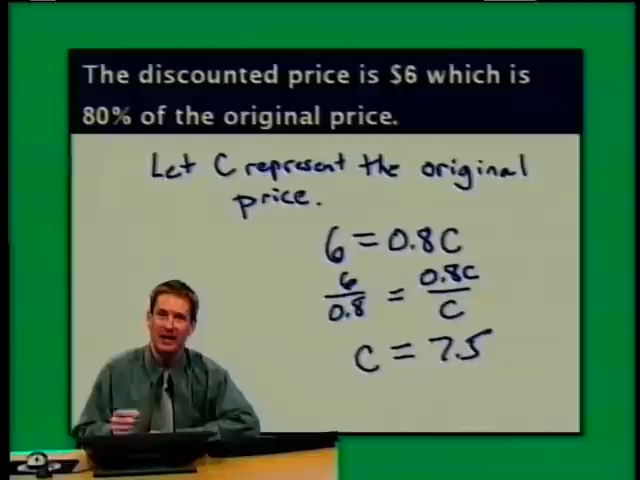 The discounted price is $6 which is
80% of the original price.
Let C represent the original
price.
6 = 0.8C
6/0.8 = 0.8C/C
C = 7.5